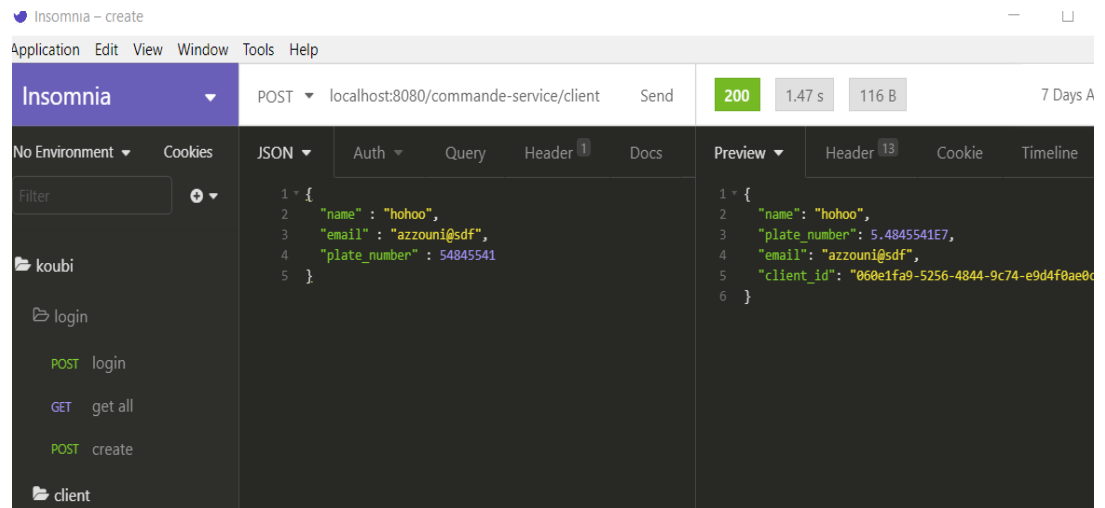 Insomnia – create
Application Edit View Window Tools Help
Insomnia
POST localhost:8080/commande-service/client Send
200 1.47 s 116 B 7 Days A
No Environment Cookies
JSON Auth Query Header 1 Docs
Preview Header 13 Cookie Timeline
Filter
1 {
2 "name" : "hohoo",
3 "email" : "azzouni@sdf",
4 "plate_number" : 54845541
5 }
1 {
2 "name": "hohoo",
3 "plate_number": 5.4845541E7,
4 "email": "azzouni@sdf",
5 "client_id": "060e1fa9-5256-4844-9c74-e9d4f0ae0c
6 }
koubi
login
POST login
GET get all
POST create
client